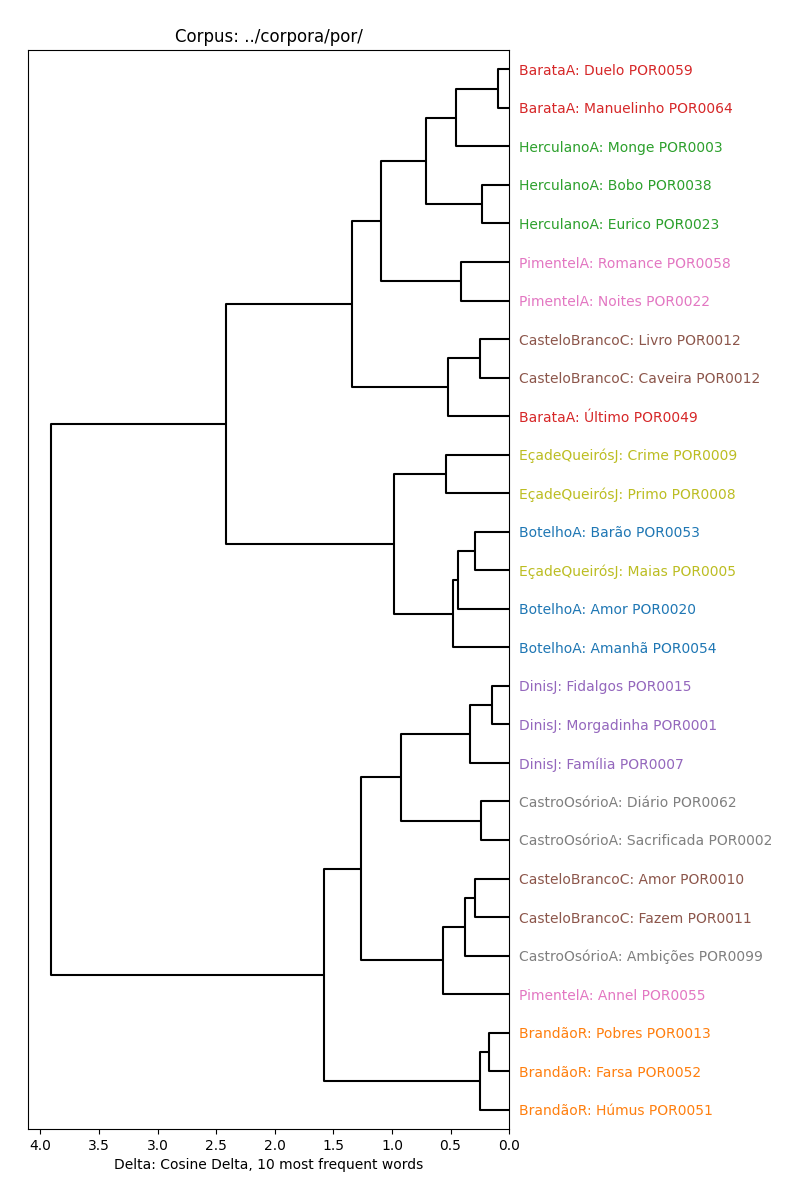 Corpus: ../corpora/por/
BarataA: Duelo POR0059
BarataA: Manuelinho POR0064
HerculanoA: Monge POR0003
HerculanoA: Bobo POR0038
HerculanoA: Eurico POR0023
PimentelA: Romance POR0058
PimentelA: Noites POR0022
CasteloBrancoC: Livro POR0012
CasteloBrancoC: Caveira POR0012
BarataA: Último POR0049
EçadeQueirósJ: Crime POR0009
EçadeQueirósJ: Primo POR0008
BotelhoA: Barão POR0053
EçadeQueirósJ: Maias POR0005
BotelhoA: Amor POR0020
BotelhoA: Amanhã POR0054
DinisJ: Fidalgos POR0015
DinisJ: Morgadinha POR0001
DinisJ: Família POR0007
CastroOsórioA: Diário POR0062
CastroOsórioA: Sacrificada POR0002
CasteloBrancoC: Amor POR0010
CasteloBrancoC: Fazem POR0011
CastroOsórioA: Ambições POR0099
PimentelA: Annel POR0055
BrandãoR: Pobres POR0013
BrandãoR: Farsa POR0052
BrandãoR: Húmus POR0051
4.0 3.5 3.0 2.5 2.0 1.5 1.0 0.5 0.0
Delta: Cosine Delta, 10 most frequent words